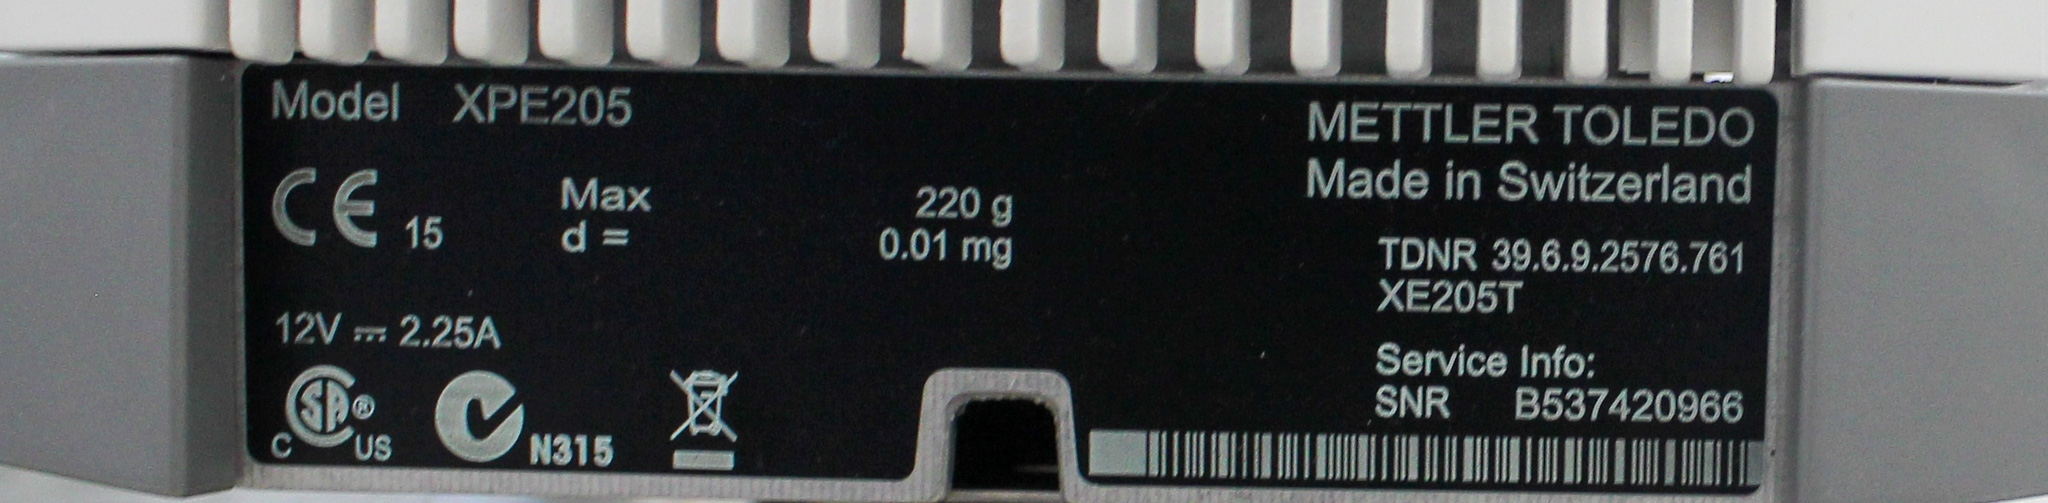 Model XPE205
CE 15
Max 220 g
d = 0.01 mg
12V ⎓ 2.25A
C SA ® US
N315
METTLER TOLEDO
Made in Switzerland
TDNR 39.6.9.2576.761
XE205T
Service Info:
SNR B537420966